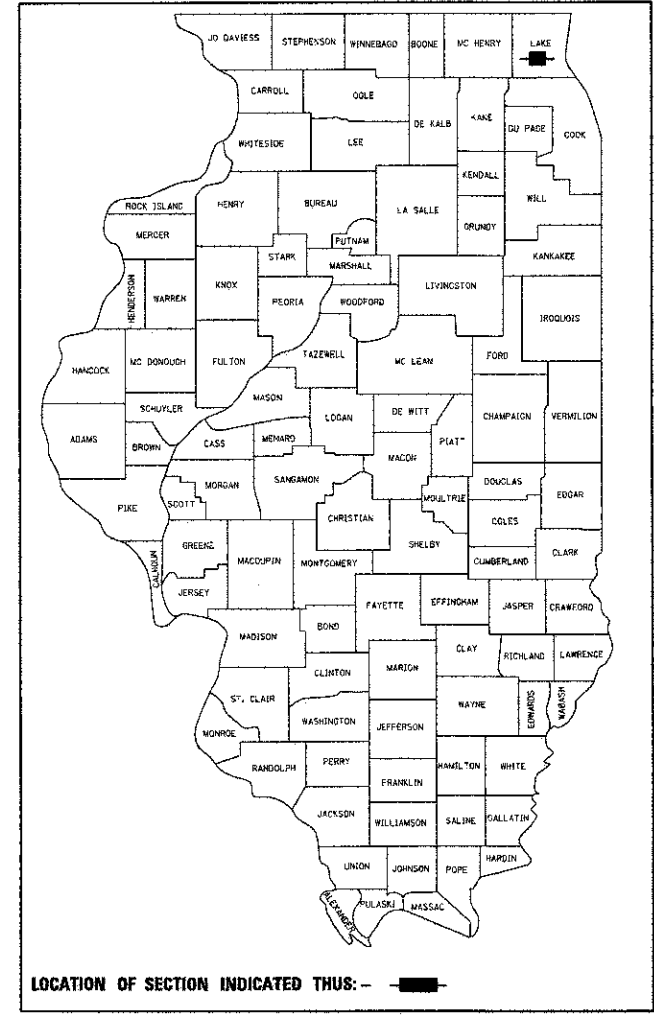 JO DAVIESS
STEPHENSON
WINNEBAGO
BOONE
MC HENRY
LAKE
CARROLL
OGLE
DE KALB
KANE
DU PAGE
COOK
WHITESIDE
LEE
KENDALL
WILL
ROCK ISLAND
HENRY
BUREAU
LA SALLE
GRUNDY
MERCER
PUTNAM
STARK
MARSHALL
KANKAKEE
HENDERSON
WARREN
KNOX
PEORIA
WOODFORD
LIVINGSTON
IROQUOIS
HANCOCK
MC DONOUGH
FULTON
TAZEWELL
MC LEAN
FORD
SCHUYLER
MASON
LOGAN
DE WITT
CHAMPAIGN
VERMILION
ADAMS
BROWN
CASS
MENARD
PIATT
MACON
PIKE
SCOTT
MORGAN
SANGAMON
MOULTRIE
DOUGLAS
EDGAR
CHRISTIAN
COLES
CALHOUN
GREENE
MACOUPIN
MONTGOMERY
SHELBY
CUMBERLAND
CLARK
JERSEY
FAYETTE
EFFINGHAM
JASPER
CRAWFORD
MADISON
BOND
CLAY
RICHLAND
LAWRENCE
CLINTON
MARION
ST. CLAIR
WAYNE
EDWARDS
WABASH
WASHINGTON
JEFFERSON
MONROE
RANDOLPH
PERRY
HAMILTON
WHITE
FRANKLIN
JACKSON
WILLIAMSON
SALINE
GALLATIN
UNION
JOHNSON
POPE
HARDIN
ALEXANDER
PULASKI
MASSAC
LOCATION OF SECTION INDICATED THUS: -